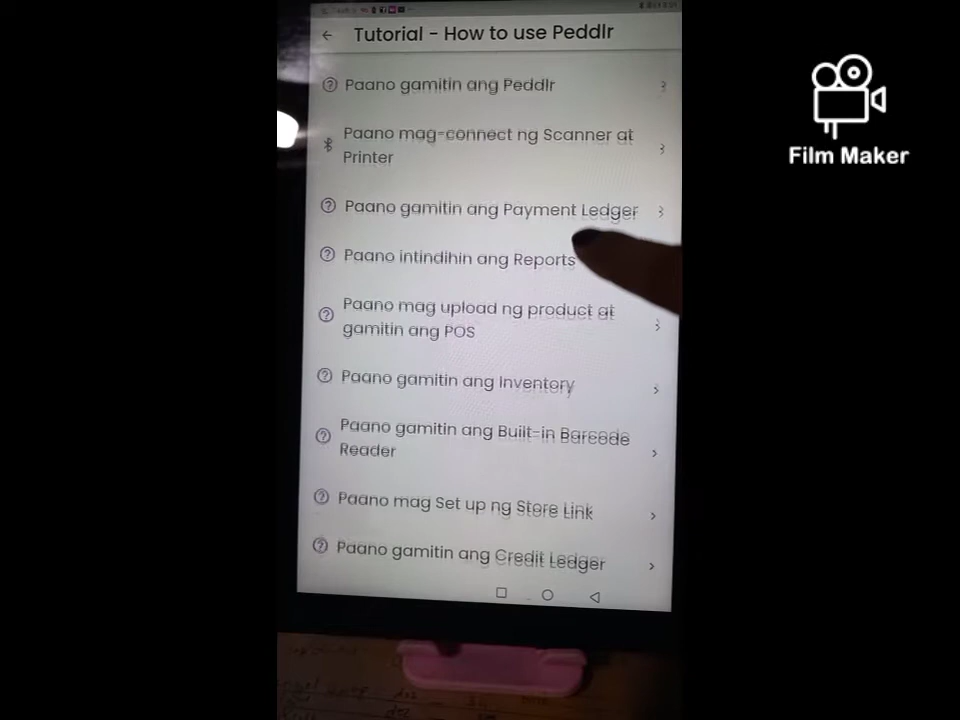 Tutorial - How to use Peddlr
Paano gamitin ang Peddlr
Paano mag-connect ng Scanner at
Printer
Paano gamitin ang Payment Ledger
Paano intindihin ang Reports
Paano mag upload ng product at
gamitin ang POS
Paano gamitin ang Inventory
Paano gamitin ang Built-in Barcode
Reader
Paano mag Set up ng Store Link
Paano gamitin ang Credit Ledger
Film Maker